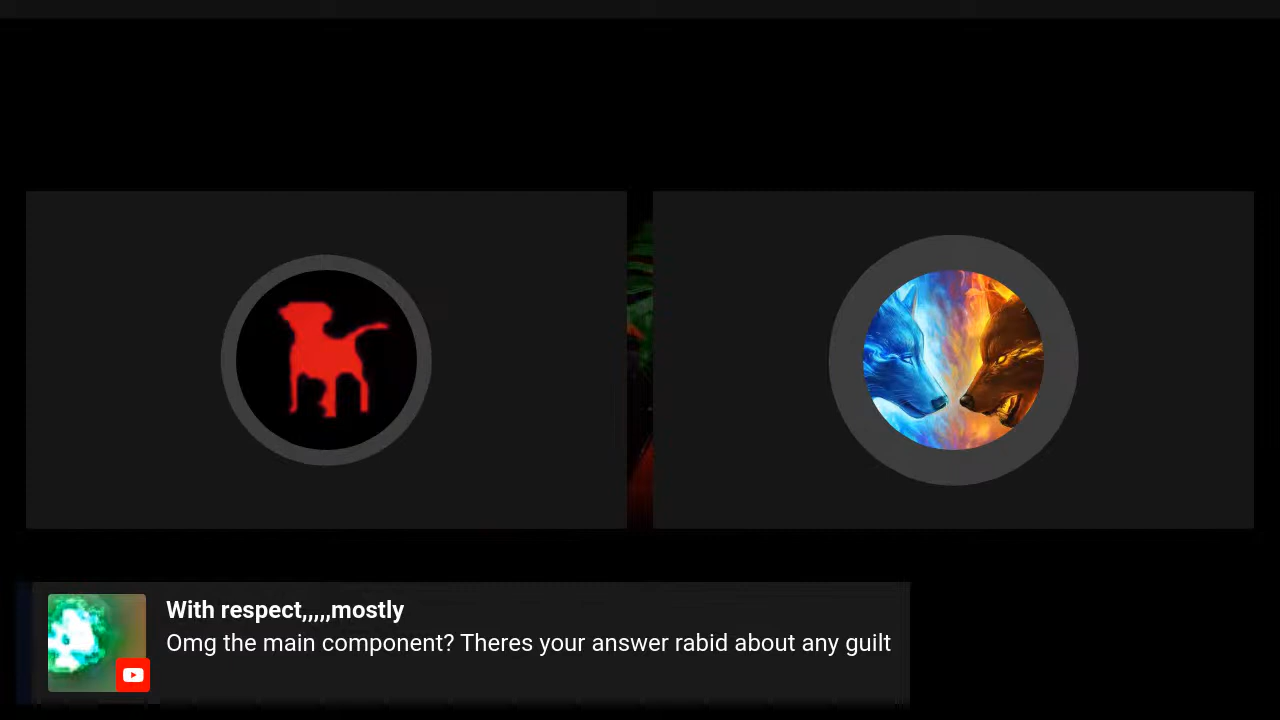 With respect,,,,,mostly
Omg the main component? Theres your answer rabid about any guilt